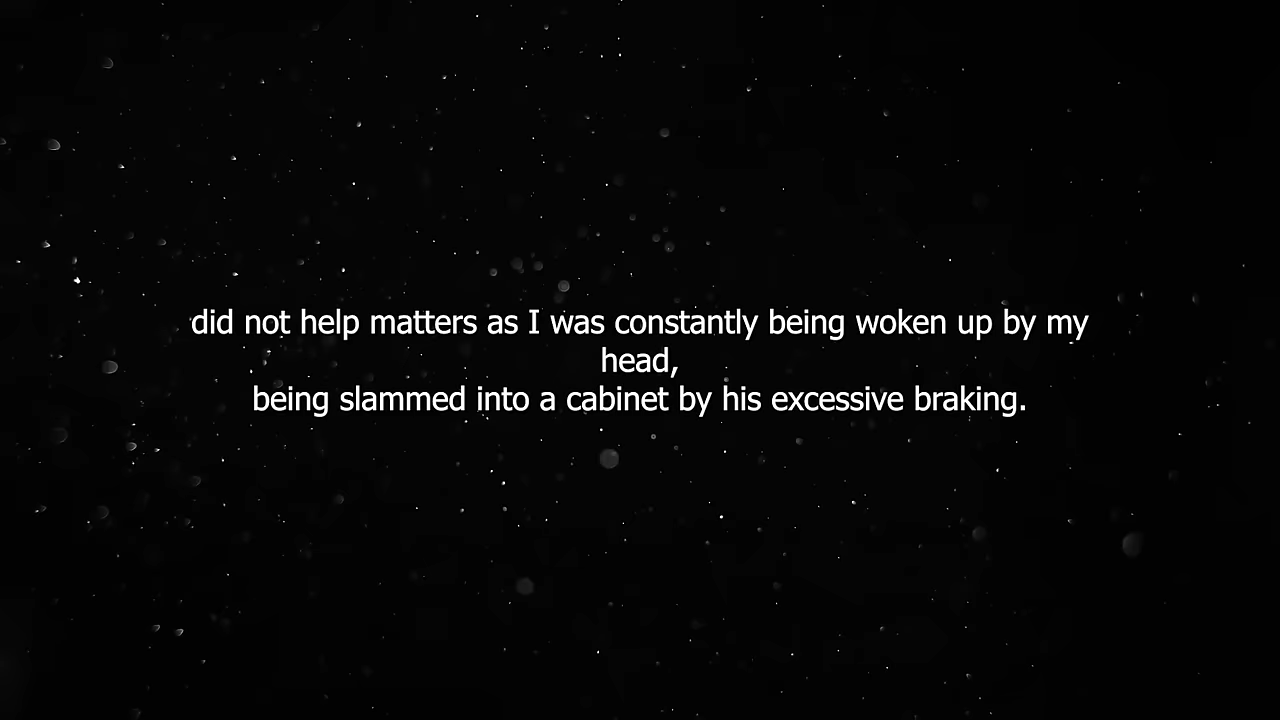 did not help matters as I was constantly being woken up by my
head,
being slammed into a cabinet by his excessive braking.